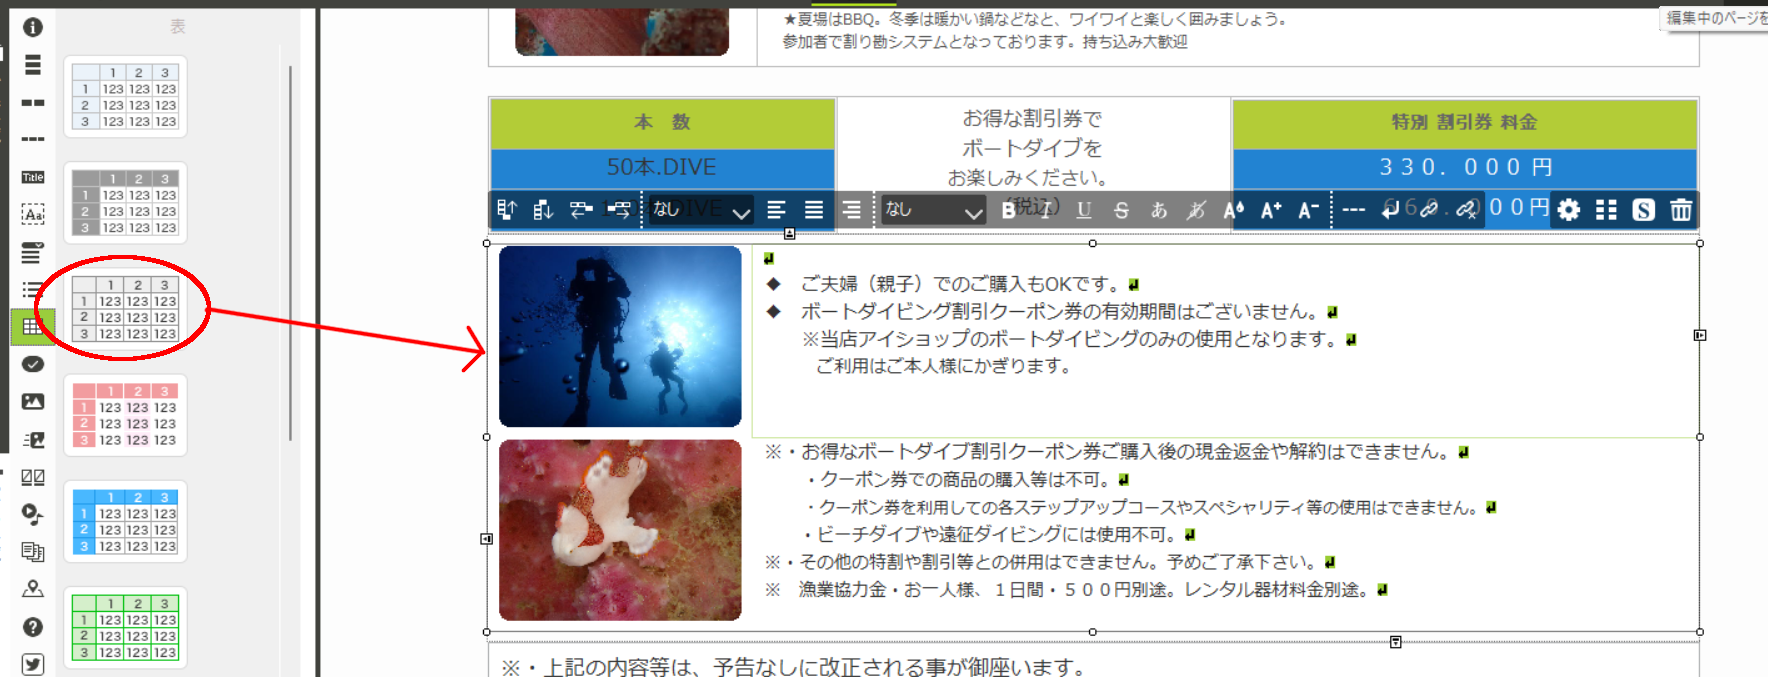 ★夏場はBBQ。冬季は暖かい鍋などなと、ワイワイと楽しく囲みましょう。
参加者で割り勘システムとなっております。持ち込み大歓迎
編集中のページを
表
1 2 3
1 123 123 123
2 123 123 123
3 123 123 123
1 2 3
1 123 123 123
2 123 123 123
3 123 123 123
1 2 3
1 123 123 123
2 123 123 123
3 123 123 123
1 2 3
1 123 123 123
2 123 123 123
3 123 123 123
1 2 3
1 123 123 123
2 123 123 123
3 123 123 123
1 2 3
1 123 123 123
2 123 123 123
3 123 123 123
Title
Aa
本 数
お得な割引券で
ボートダイブを
お楽しみください。
(税込)
特別 割引券 料金
50本.DIVE
330. 000 円
DIVE
00円
なし
なし
B I U S あ あ A A+ A-
S
◆ ご夫婦（親子）でのご購入もOKです。
◆ ボートダイビング割引クーポン券の有効期間はございません。
※当店アイショップのボートダイビングのみの使用となります。
ご利用はご本人様にかぎります。
※・お得なボートダイブ割引クーポン券ご購入後の現金返金や解約はできません。
・クーポン券での商品の購入等は不可。
・クーポン券を利用しての各ステップアップコースやスペシャリティ等の使用はできません。
・ビーチダイブや遠征ダイビングには使用不可。
※・その他の特割や割引等との併用はできません。予めご了承下さい。
※ 漁業協力金・お一人様、１日間・５００円別途。レンタル器材料金別途。
※・上記の内容等は、予告なしに改正される事が御座います。